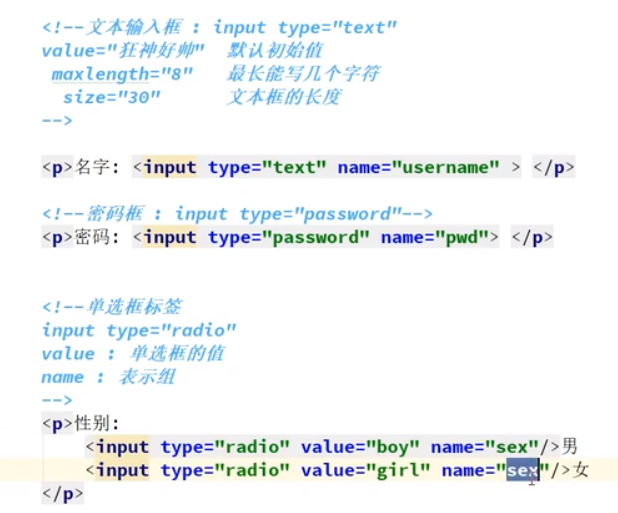 <!--文本输入框 : input type="text"
value="狂神好帅"  默认初始值
maxlength="8"   最长能写几个字符
size="30"      文本框的长度
-->
<p>名字: <input type="text" name="username" > </p>
<!--密码框 : input type="password"-->
<p>密码: <input type="password" name="pwd"> </p>
<!--单选框标签
input type="radio"
value : 单选框的值
name : 表示组
-->
<p>性别:
<input type="radio" value="boy" name="sex"/>男
<input type="radio" value="girl" name="sex"/>女
</p>